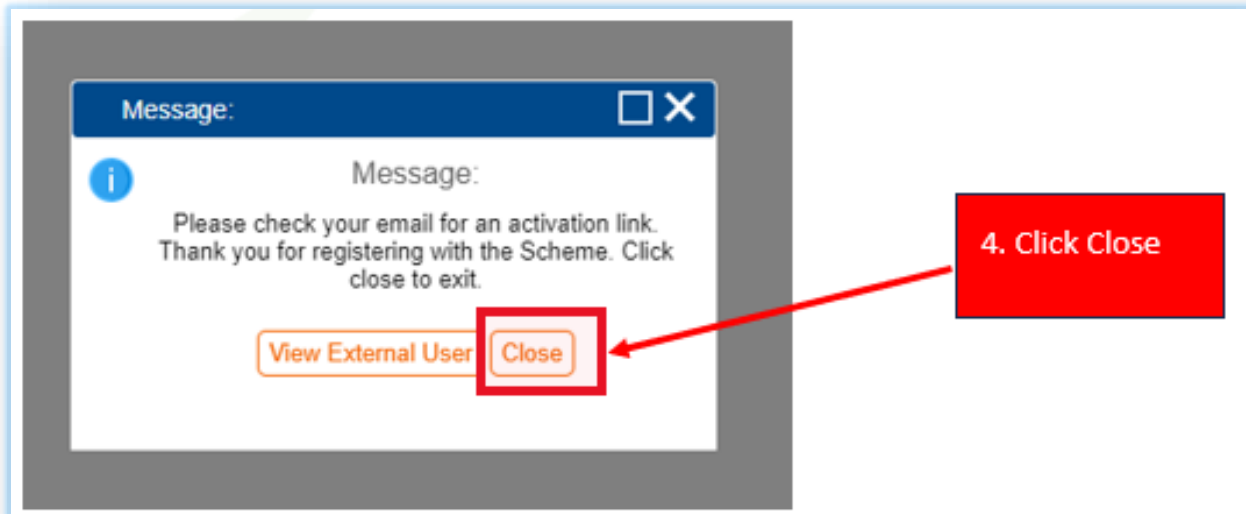 Message:
Message:
Please check your email for an activation link.
Thank you for registering with the Scheme. Click
close to exit.
View External User Close
4. Click Close